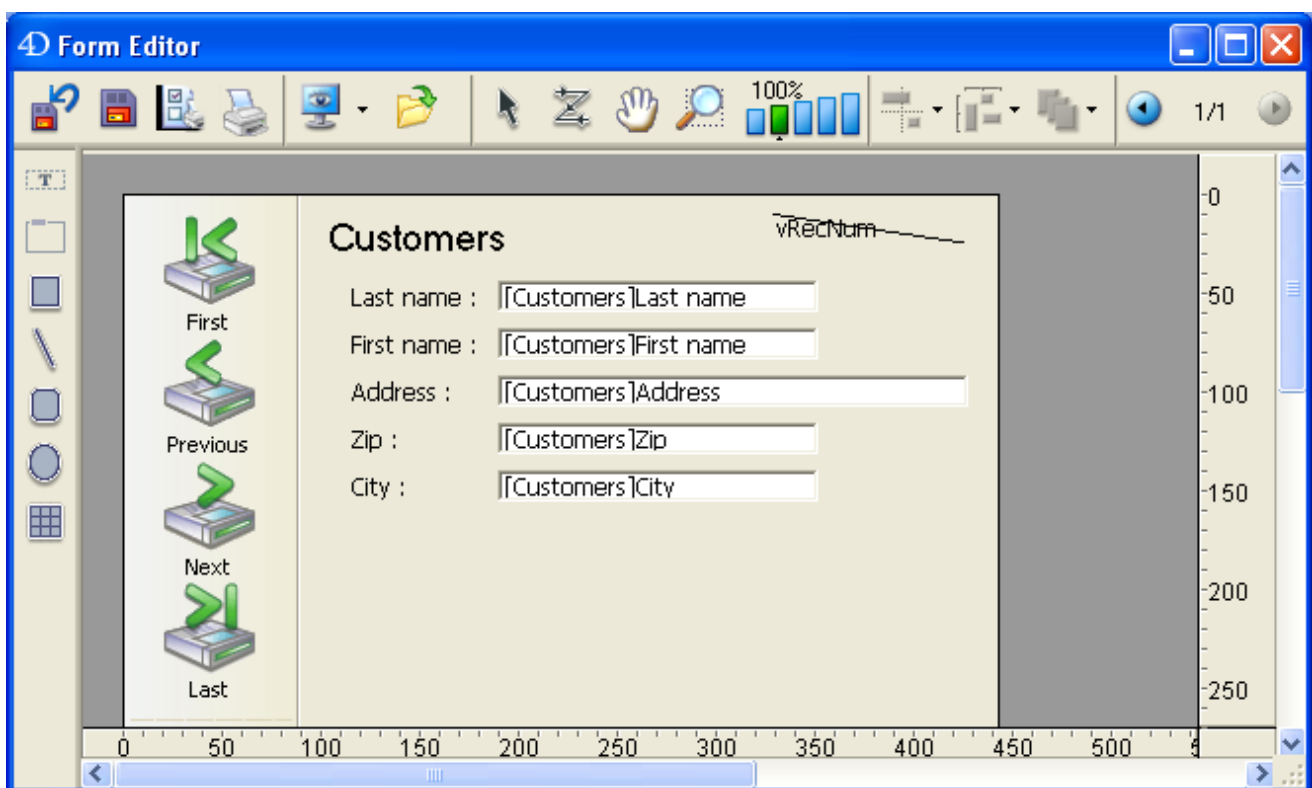 4D Form Editor
100%
1/1
T
Customers
vRecNum
Last name : [Customers]Last name
First name : [Customers]First name
Address : [Customers]Address
Zip : [Customers]Zip
City : [Customers]City
First
Previous
Next
Last
0
50
100
150
200
250
0 50 100 150 200 250 300 350 400 450 500